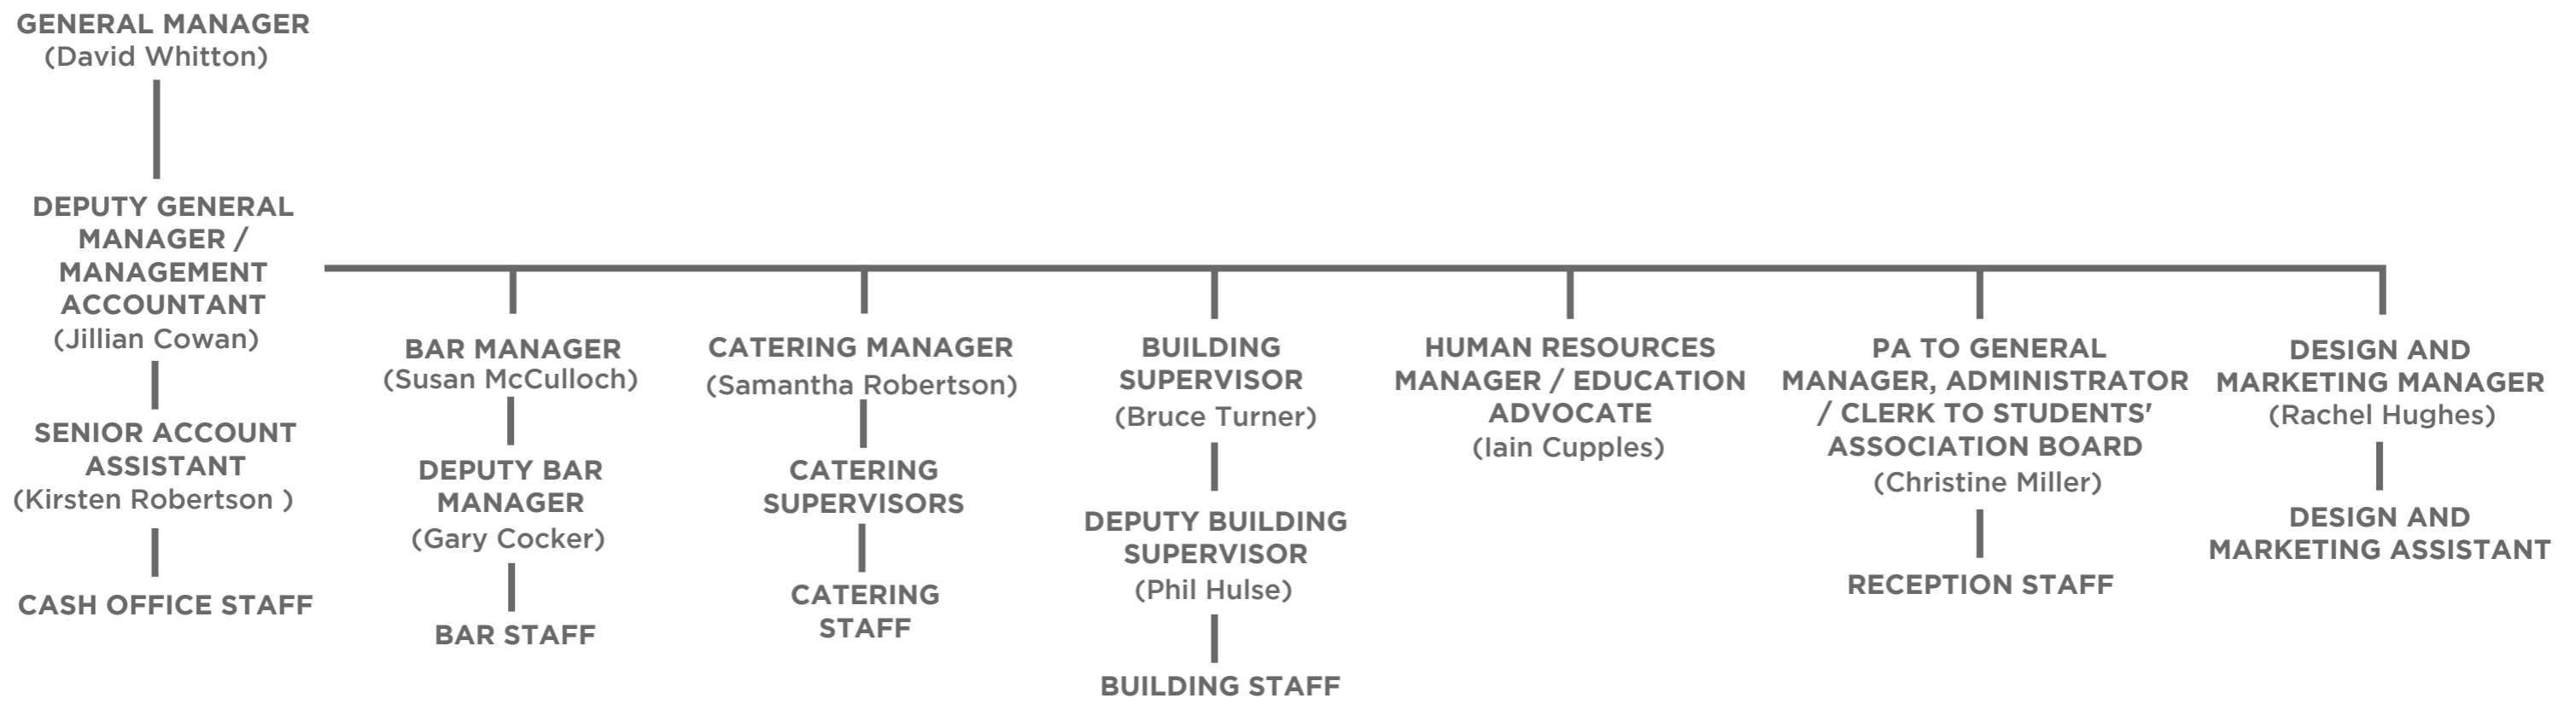 GENERAL MANAGER
(David Whitton)
DEPUTY GENERAL
MANAGER /
MANAGEMENT
ACCOUNTANT
(Jillian Cowan)
SENIOR ACCOUNT
ASSISTANT
(Kirsten Robertson )
CASH OFFICE STAFF
BAR MANAGER
(Susan McCulloch)
DEPUTY BAR
MANAGER
(Gary Cocker)
BAR STAFF
CATERING MANAGER
(Samantha Robertson)
CATERING
SUPERVISORS
CATERING
STAFF
BUILDING
SUPERVISOR
(Bruce Turner)
DEPUTY BUILDING
SUPERVISOR
(Phil Hulse)
BUILDING STAFF
HUMAN RESOURCES
MANAGER / EDUCATION
ADVOCATE
(Iain Cupples)
PA TO GENERAL
MANAGER, ADMINISTRATOR
/ CLERK TO STUDENTS'
ASSOCIATION BOARD
(Christine Miller)
RECEPTION STAFF
DESIGN AND
MARKETING MANAGER
(Rachel Hughes)
DESIGN AND
MARKETING ASSISTANT